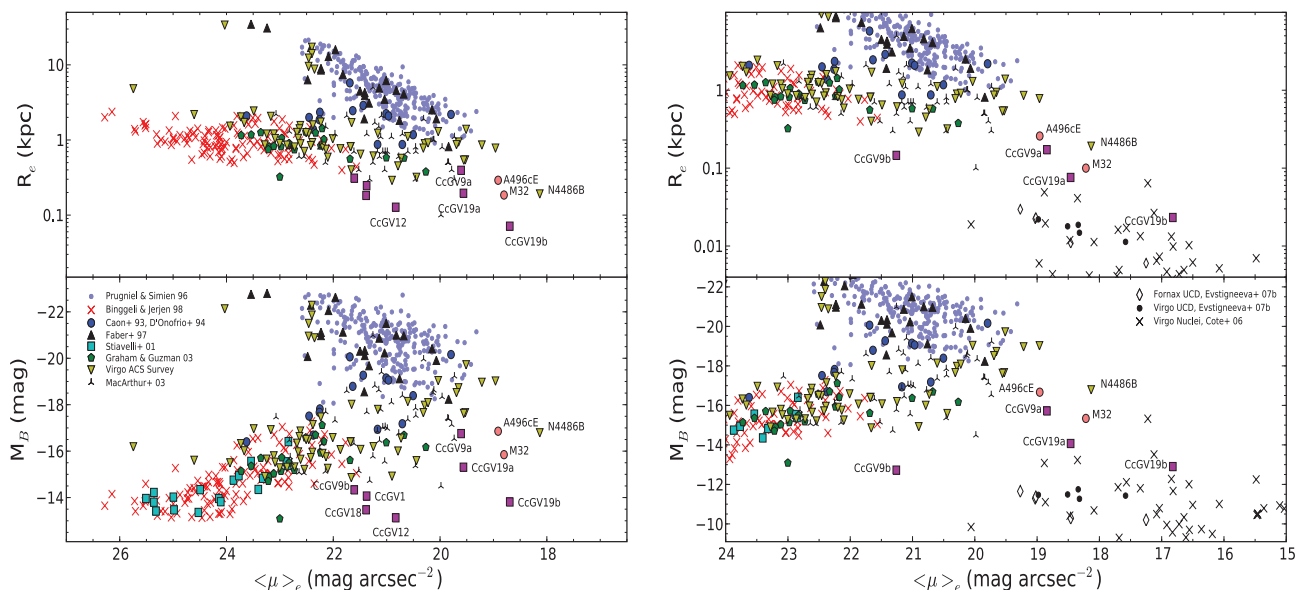 R_e (kpc)
10
1
0.1
A496cE
CcGV9a
M32
N4486B
CcGV19a
CcGV12
CcGV19b
M_B (mag)
−22
−20
−18
−16
−14
Prugniel & Simien 96
Binggeli & Jerjen 98
Caon+ 93, D'Onofrio+ 94
Faber+ 97
Stiavelli+ 01
Graham & Guzman 03
Virgo ACS Survey
MacArthur+ 03
A496cE
N4486B
CcGV9a
M32
CcGV19a
CcGV9b
CcGV1
CcGV18
CcGV19b
CcGV12
26 24 22 20 18
<μ>_e (mag arcsec⁻²)
R_e (kpc)
10
1
0.1
0.01
A496cE
CcGV9a
N4486B
CcGV9b
M32
CcGV19a
CcGV19b
M_B (mag)
−22
−20
−18
−16
−14
−12
−10
Fornax UCD, Evstigneeva+ 07b
Virgo UCD, Evstigneeva+ 07b
Virgo Nuclei, Cote+ 06
A496cE
N4486B
CcGV9a
M32
CcGV19a
CcGV9b
CcGV19b
24 23 22 21 20 19 18 17 16 15
<μ>_e (mag arcsec⁻²)